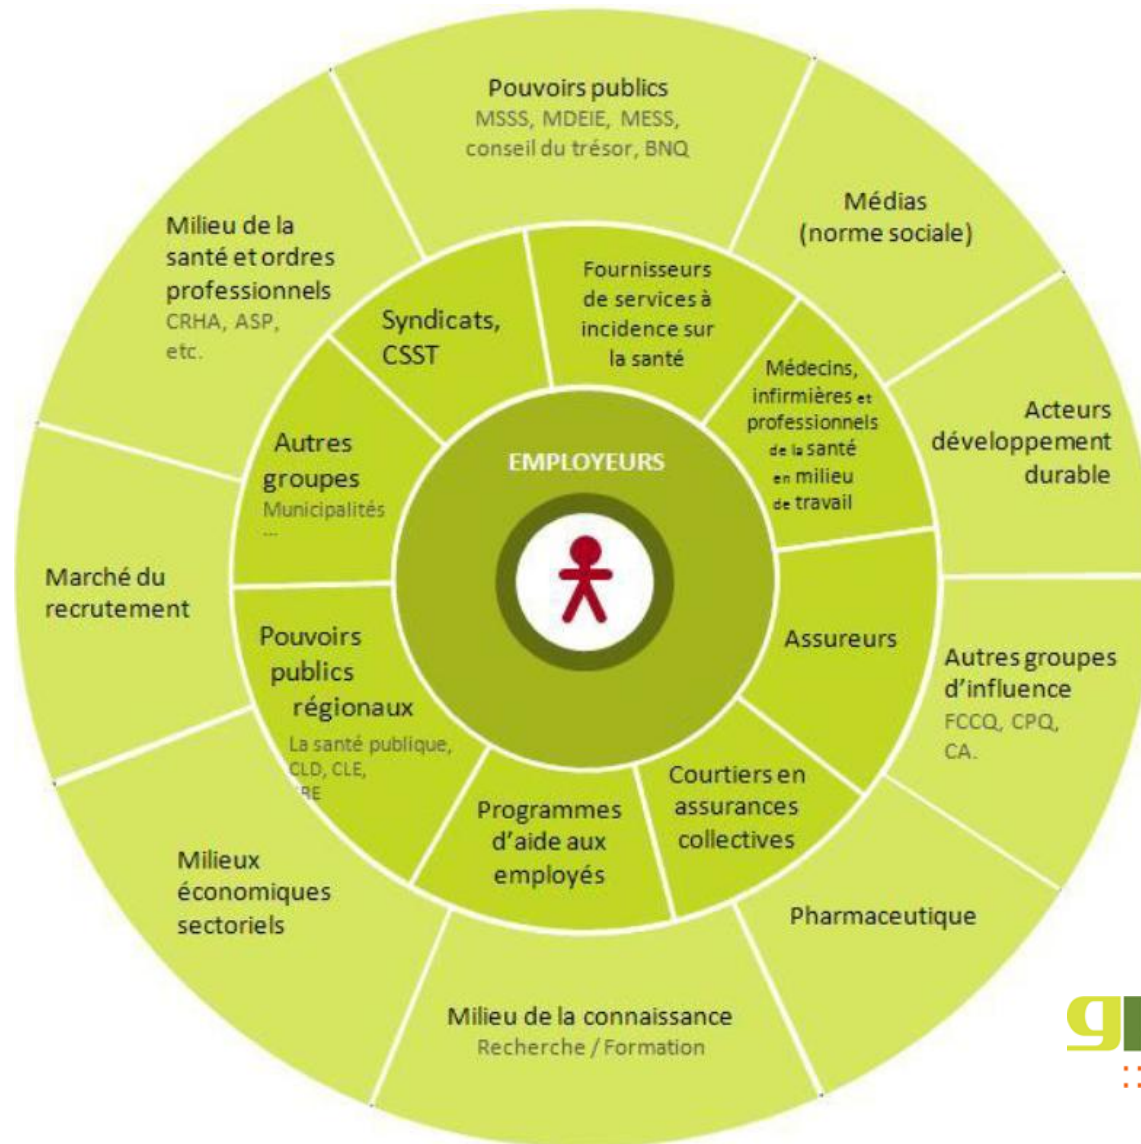 Pouvoirs publics
MSSS, MDEIE, MESS,
conseil du trésor, BNQ
Médias
(norme sociale)
Acteurs
développement
durable
Autres groupes
d'influence
FCCQ, CPQ,
CA.
Pharmaceutique
Milieu de la connaissance
Recherche / Formation
Milieux
économiques
sectoriels
Marché du
recrutement
Milieu de la
santé et ordres
professionnels
CRHA, ASP,
etc.
Syndicats,
CSST
Fournisseurs
de services à
incidence sur
la santé
Médecins,
infirmières et
professionnels
de la santé
en milieu
de travail
Assureurs
Courtiers en
assurances
collectives
Programmes
d'aide aux
employés
Pouvoirs
publics
régionaux
La santé publique,
CLD, CLE,
Autres
groupes
Municipalités
...
EMPLOYEURS